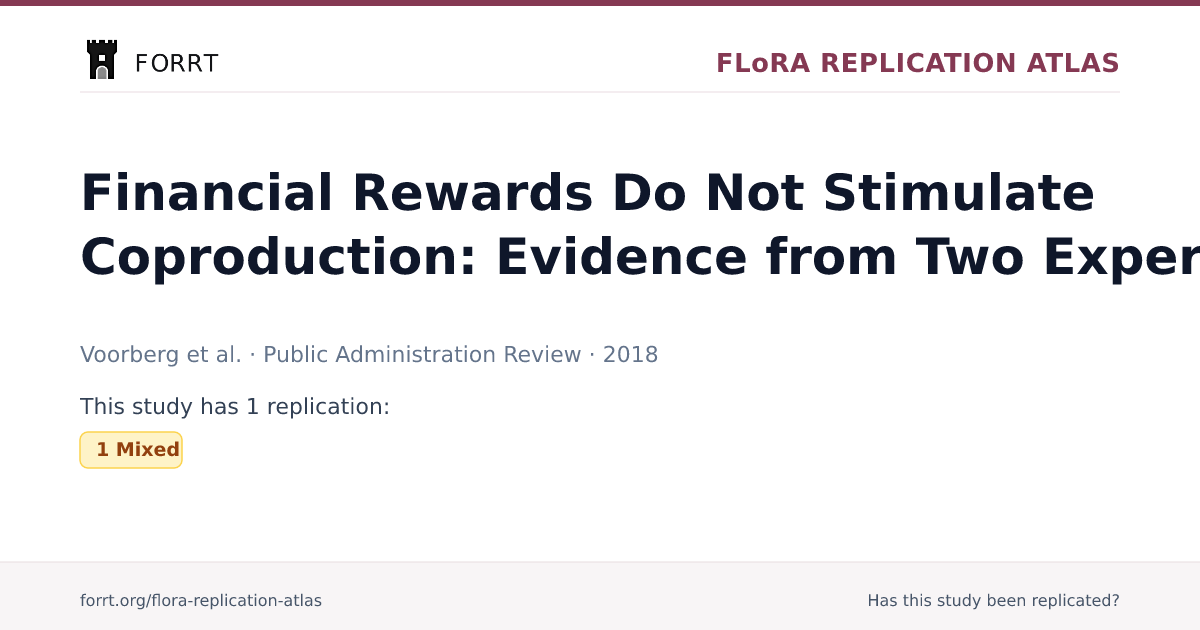 FORRT
FLoRA REPLICATION ATLAS
Financial Rewards Do Not Stimulate
Coproduction: Evidence from Two Exper
Voorberg et al. · Public Administration Review · 2018
This study has 1 replication:
1 Mixed
forrt.org/flora-replication-atlas
Has this study been replicated?